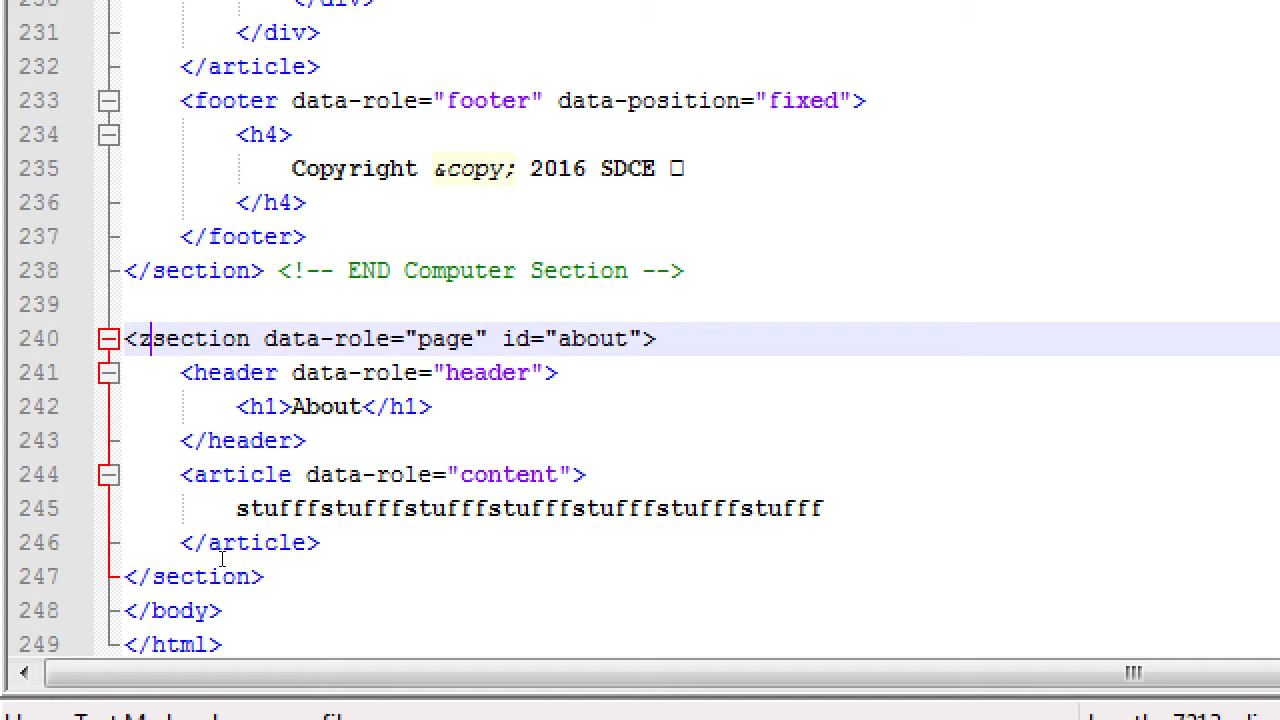 230 </div>
231 </div>
232 </article>
233 <footer data-role="footer" data-position="fixed">
234 <h4>
235 Copyright &copy; 2016 SDCE
236 </h4>
237 </footer>
238 </section> <!-- END Computer Section -->
239
240 <zsection data-role="page" id="about">
241 <header data-role="header">
242 <h1>About</h1>
243 </header>
244 <article data-role="content">
245 stufffstufffstufffstufffstufffstufffstufff
246 </article>
247 </section>
248 </body>
249 </html>